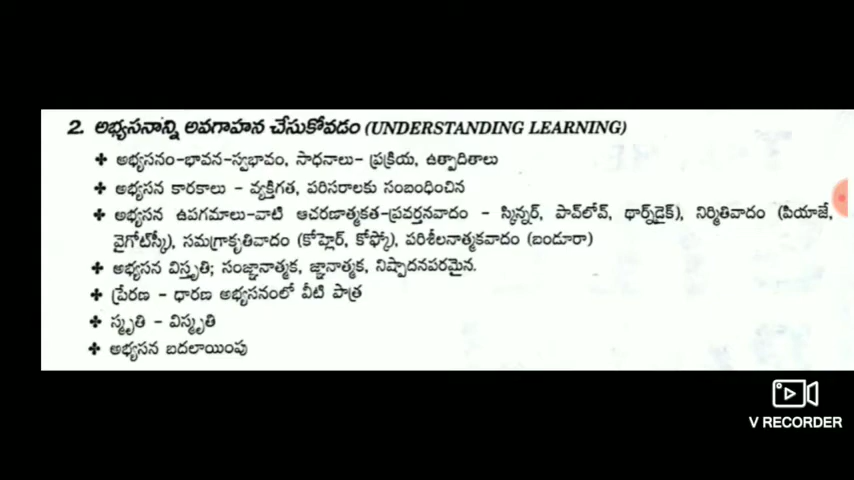 2. అభ్యసనాన్ని అవగాహన చేసుకోవడం (UNDERSTANDING LEARNING)
✤ అభ్యసనం-భావన-స్వభావం, సాధనాలు- ప్రక్రియ, ఉత్పాదితాలు
✤ అభ్యసన కారకాలు - వ్యక్తిగత, పరిసరాలకు సంబంధించిన
✤ అభ్యసన ఉపగమాలు-వాటి ఆచరణాత్మకత-ప్రవర్తనవాదం - స్కిన్నర్, పావ్‌లోవ్, థార్న్‌డైక్), నిర్మితివాదం (పియాజే,
వైగోట్‌స్కీ), సమగ్రాకృతివాదం (కోహ్లెర్, కోఫ్కో), పరిశీలనాత్మకవాదం (బండూరా)
✤ అభ్యసన విస్తృతి; సంజ్ఞానాత్మక, జ్ఞానాత్మక, నిష్పాదనపరమైన.
✤ ప్రేరణ - ధారణ అభ్యసనంలో వీటి పాత్ర
✤ స్మృతి - విస్మృతి
✤ అభ్యసన బదలాయింపు
V RECORDER